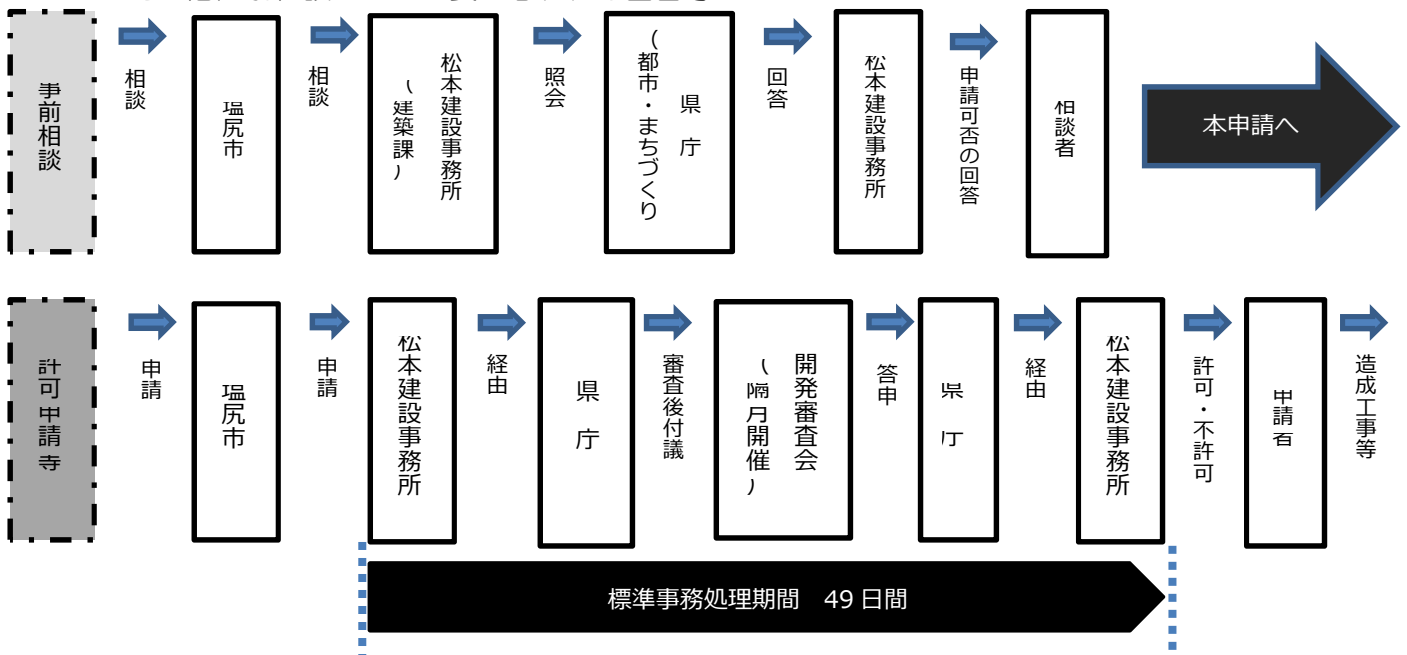 事前相談
相談
塩尻市
相談
松本建設事務所
（建築課）
照会
県庁
（都市・まちづくり
回答
松本建設事務所
申請可否の回答
相談者
本申請へ
許可申請等
申請
塩尻市
申請
松本建設事務所
経由
県庁
審査後付議
開発審査会
（隔月開催）
答申
県庁
経由
松本建設事務所
許可・不許可
申請者
造成工事等
標準事務処理期間　49日間